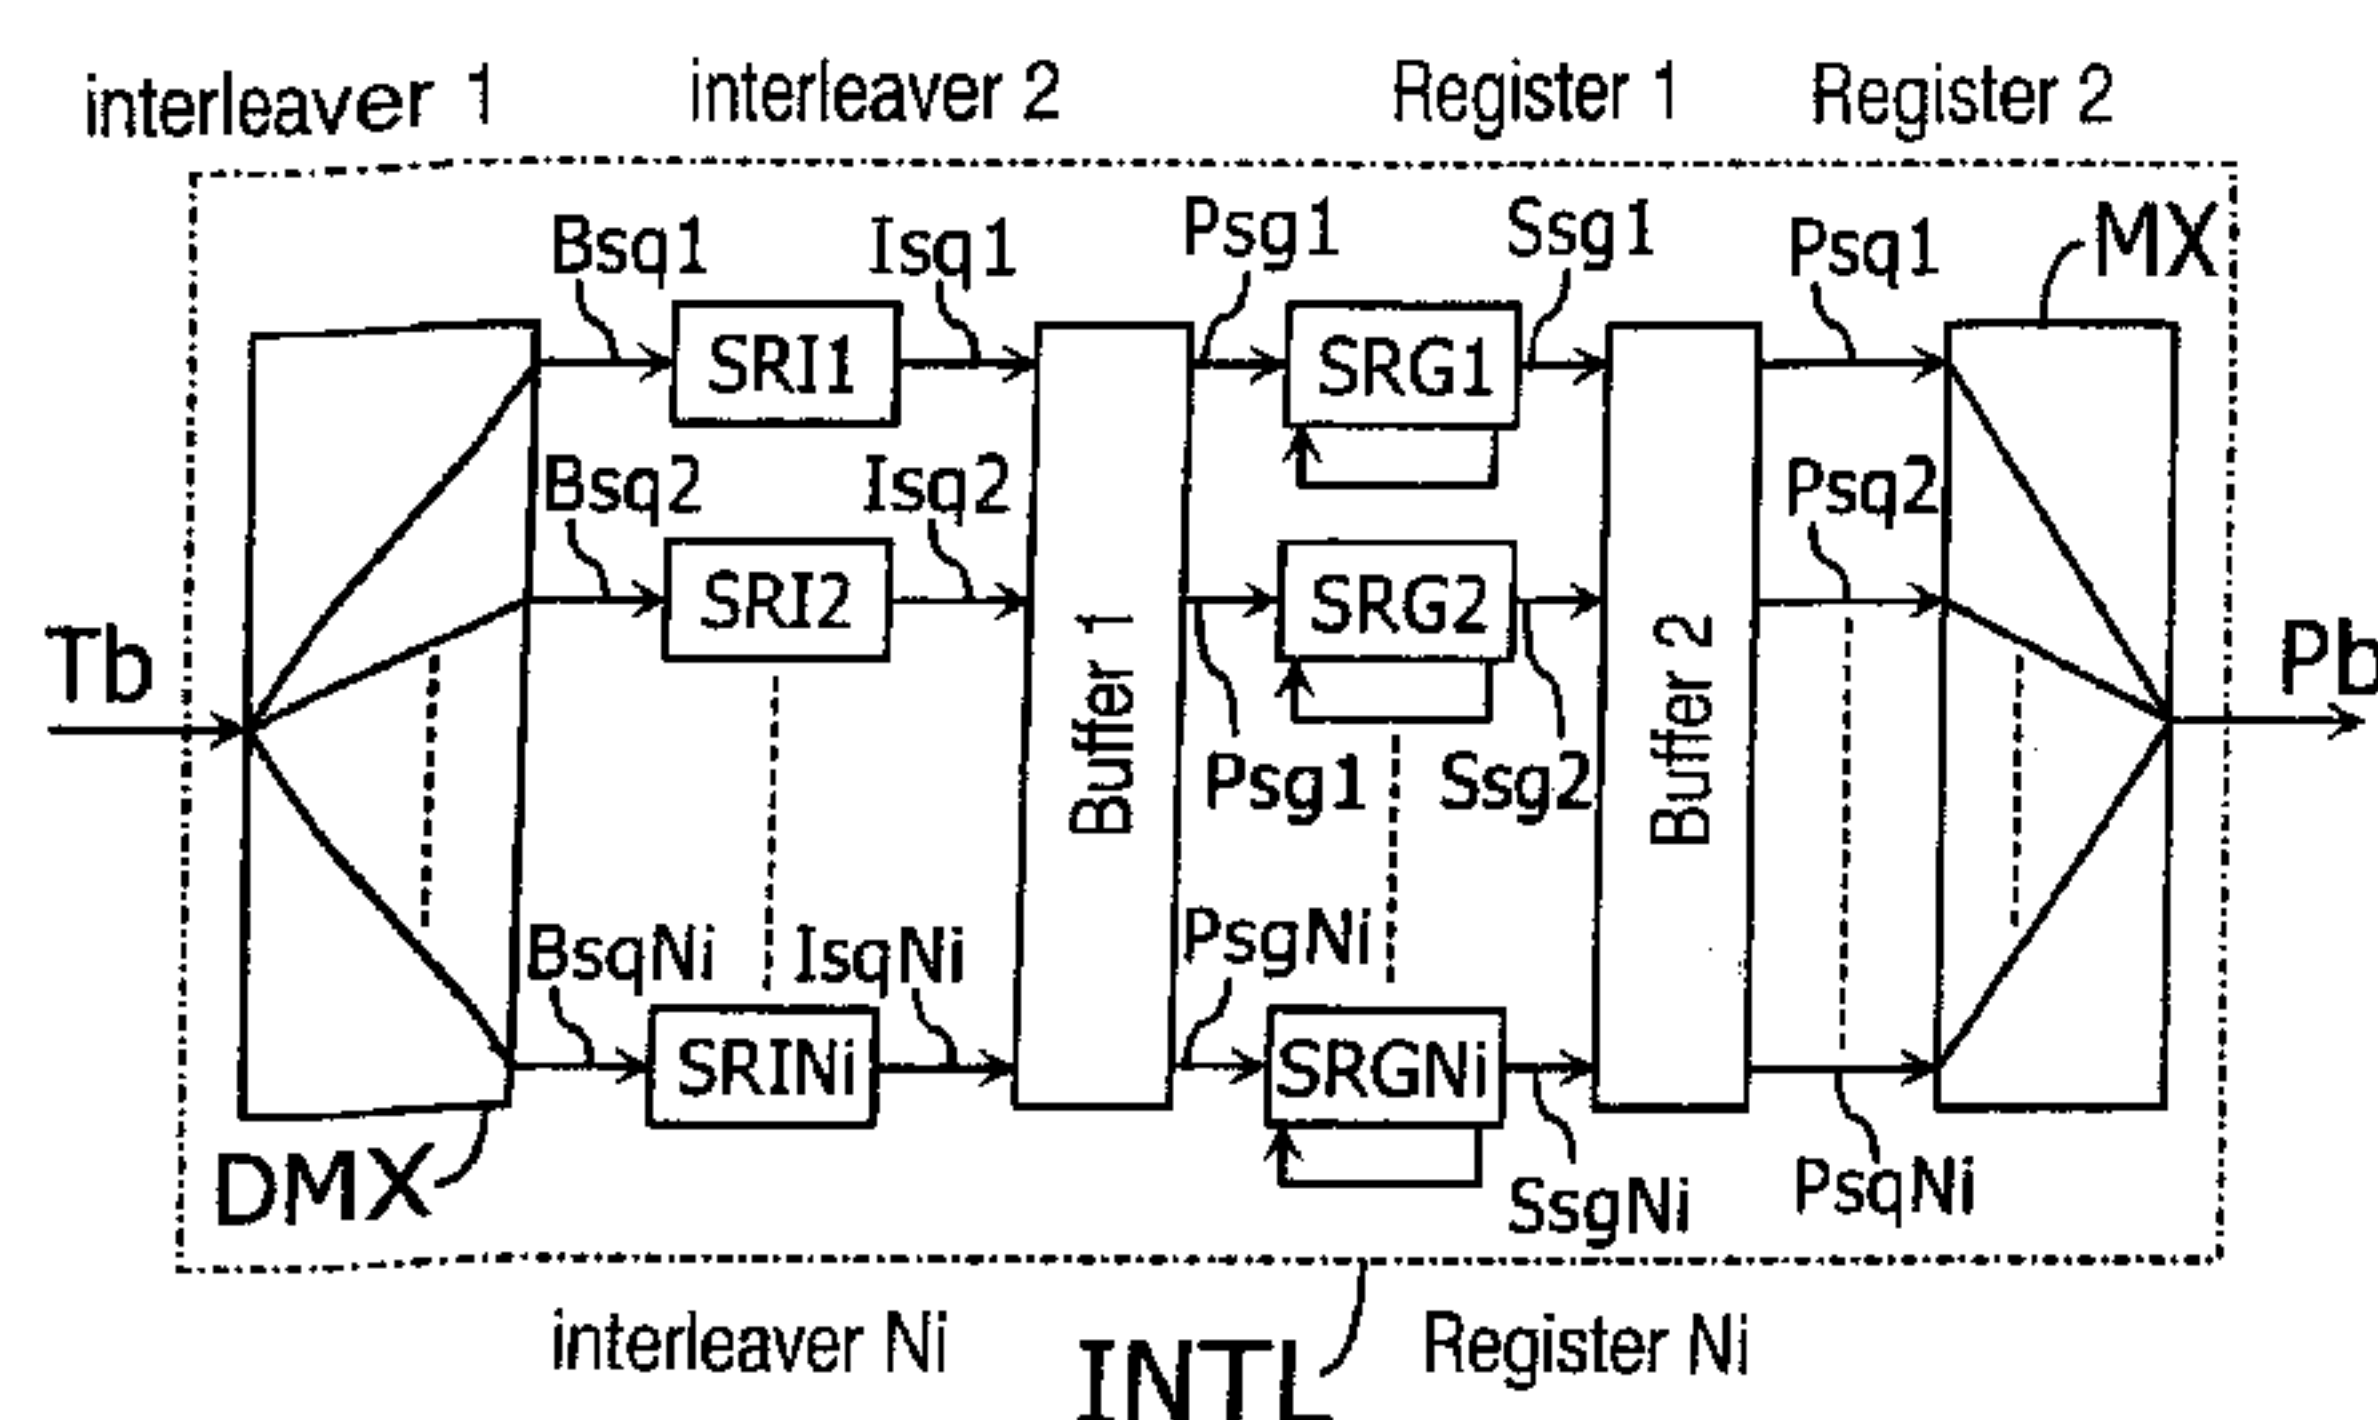 interleaver 1 interleaver 2 Register 1 Register 2
Bsq1 Isq1 Psg1 Ssg1 Psq1 MX
SRI1 SRG1
Bsq2 Isq2 Psq2
SRI2 SRG2
Tb Buffer 1 Buffer 2 Pb
Psg1 Ssg2
BsqNi IsqNi PsgNi
SRINi SRGNi
DMX SsgNi PsqNi
interleaver Ni INTL Register Ni